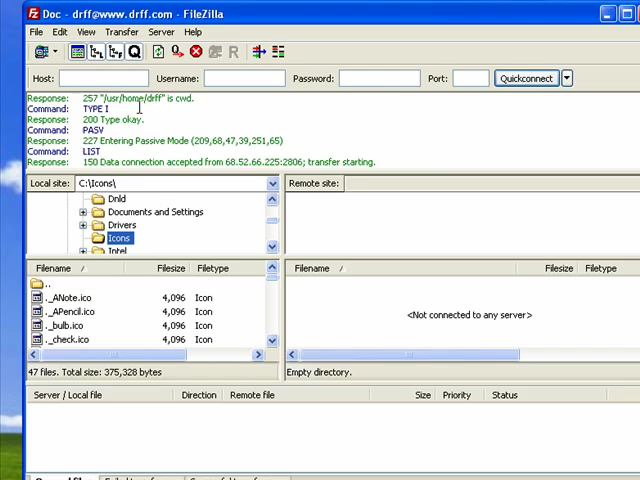 Doc - drff@www.drff.com - FileZilla
File Edit View Transfer Server Help
Host: Username: Password: Port: Quickconnect
Response: 257 "/usr/home/drff" is cwd.
Command: TYPE I
Response: 200 Type okay.
Command: PASV
Response: 227 Entering Passive Mode (209,68,47,39,251,65)
Command: LIST
Response: 150 Data connection accepted from 68.52.66.225:2806; transfer starting.
Local site: C:\Icons\ Remote site:
Dnld
Documents and Settings
Drivers
Icons
Intel
Filename Filesize Filetype Filename Filesize Filetype
..
._ANote.ico 4,096 Icon
._APencil.ico 4,096 Icon
<Not connected to any server>
._bulb.ico 4,096 Icon
._check.ico 4,096 Icon
47 files. Total size: 375,328 bytes Empty directory.
Server / Local file Direction Remote file Size Priority Status